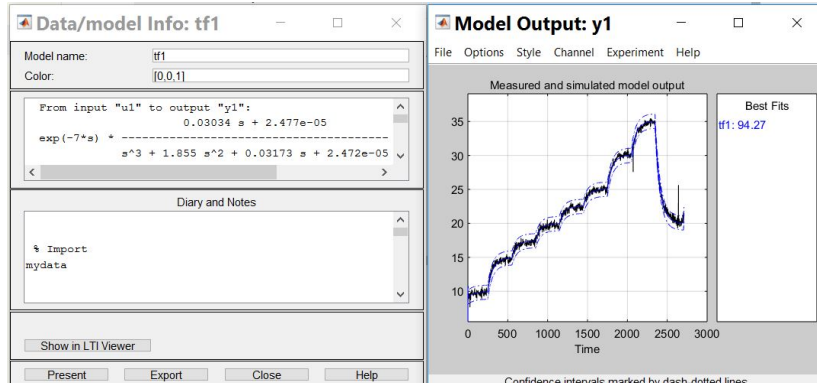 Data/model Info: tf1
Model name:
tf1
Color:
[0,0,1]
From input "u1" to output "y1":
0.03034 s + 2.477e-05
exp(-7*s) * ----------------------------------------
s^3 + 1.855 s^2 + 0.03173 s + 2.472e-05
Diary and Notes
% Import
mydata
Show in LTI Viewer
Present Export Close Help
Model Output: y1
File Options Style Channel Experiment Help
Measured and simulated model output
35
30
25
20
15
10
0 500 1000 1500 2000 2500 3000
Time
Best Fits
tf1: 94.27
Confidence intervals marked by dash-dotted lines